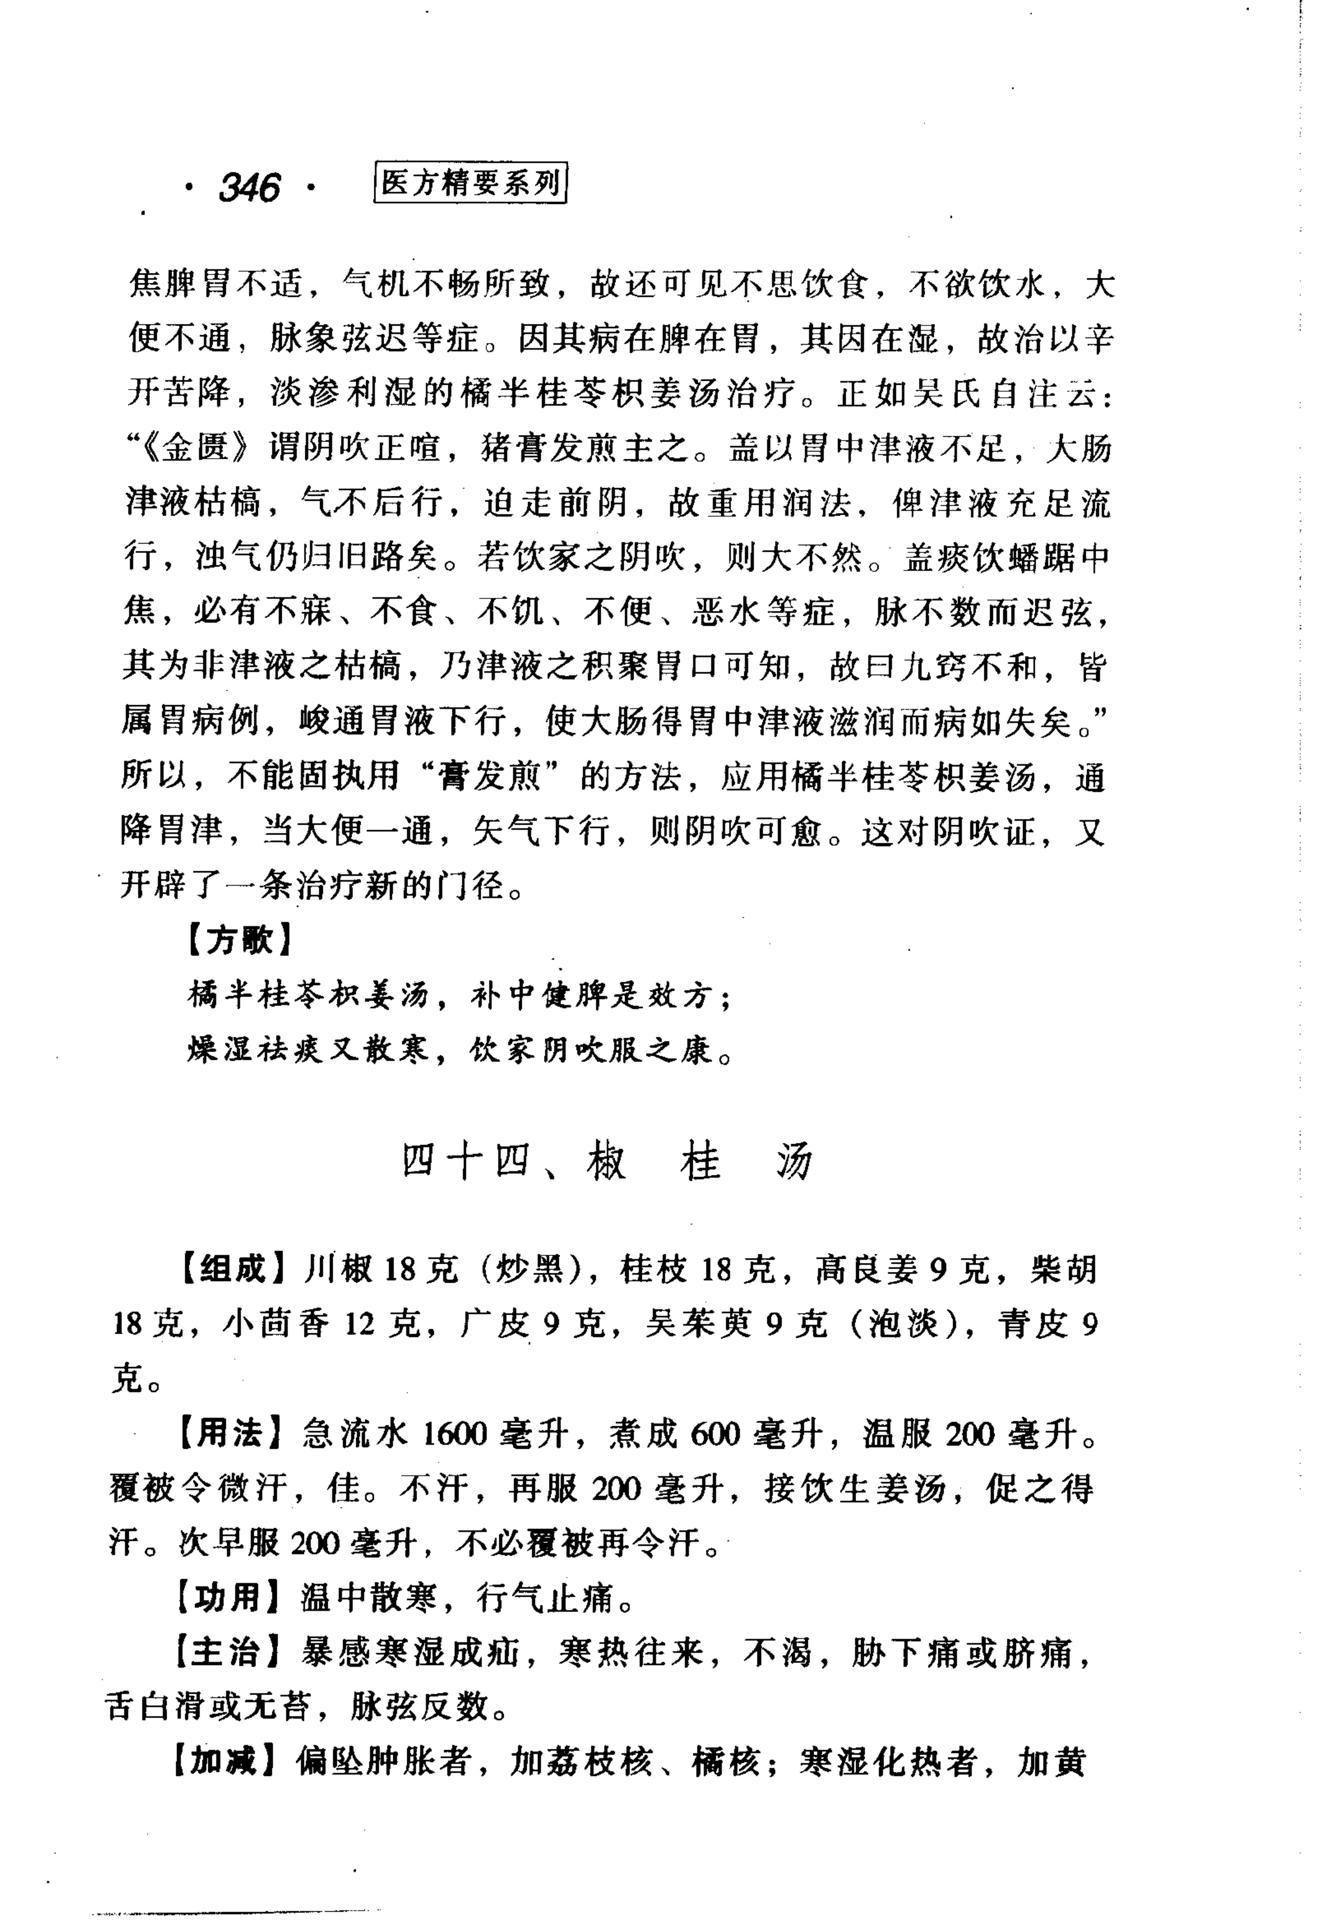 · 346 · 医方精要系列
焦脾胃不适，气机不畅所致，故还可见不思饮食，不欲饮水，大
便不通，脉象弦迟等症。因其病在脾在胃，其因在湿，故治以辛
开苦降，淡渗利湿的橘半桂苓枳姜汤治疗。正如吴氏自注云：
“《金匮》谓阴吹正喧，猪膏发煎主之。盖以胃中津液不足，大肠
津液枯槁，气不后行，迫走前阴，故重用润法，俾津液充足流
行，浊气仍归旧路矣。若饮家之阴吹，则大不然。盖痰饮蟠踞中
焦，必有不寐、不食、不饥、不便、恶水等症，脉不数而迟弦，
其为非津液之枯槁，乃津液之积聚胃口可知，故曰九窍不和，皆
属胃病例，峻通胃液下行，使大肠得胃中津液滋润而病如失矣。”
所以，不能固执用“膏发煎”的方法，应用橘半桂苓枳姜汤，通
降胃津，当大便一通，矢气下行，则阴吹可愈。这对阴吹证，又
开辟了一条治疗新的门径。
【方歌】
橘半桂苓枳姜汤，补中健脾是效方；
燥湿祛痰又散寒，饮家阴吹服之康。
四十四、椒 桂 汤
【组成】川椒 18 克（炒黑），桂枝 18 克，高良姜 9 克，柴胡
18 克，小茴香 12 克，广皮 9 克，吴茱萸 9 克（泡淡），青皮 9
克。
【用法】急流水 1600 毫升，煮成 600 毫升，温服 200 毫升。
覆被令微汗，佳。不汗，再服 200 毫升，接饮生姜汤，促之得
汗。次早服 200 毫升，不必覆被再令汗。
【功用】温中散寒，行气止痛。
【主治】暴感寒湿成疝，寒热往来，不渴，胁下痛或脐痛，
舌白滑或无苔，脉弦反数。
【加减】偏坠肿胀者，加荔枝核、橘核；寒湿化热者，加黄